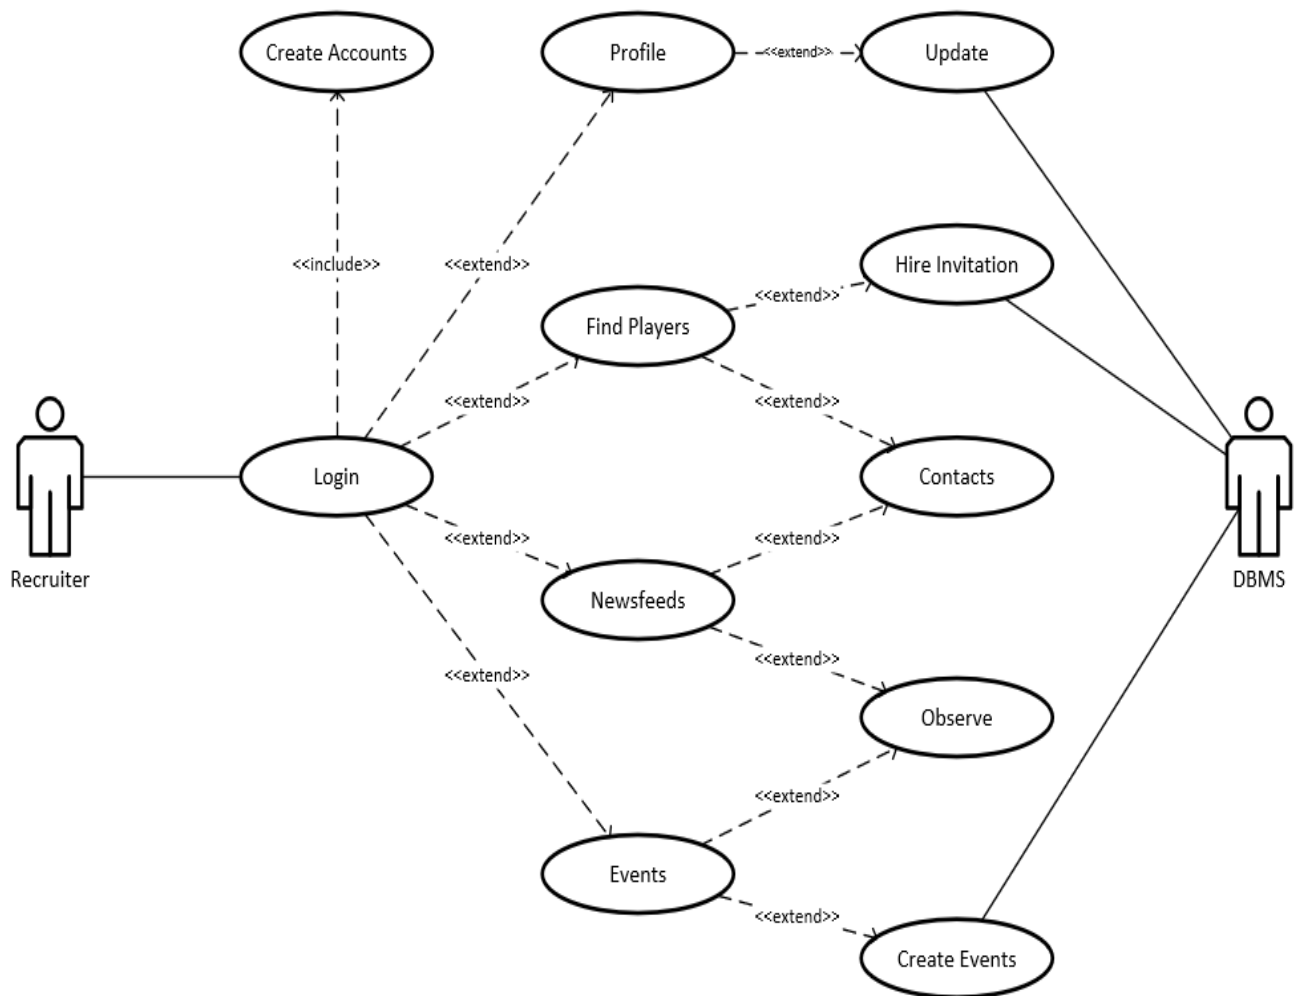 Create Accounts
Profile
<<extend>>
Update
<<include>>
<<extend>>
Hire Invitation
<<extend>>
Find Players
<<extend>>
<<extend>>
Recruiter
Login
Contacts
DBMS
<<extend>>
<<extend>>
Newsfeeds
<<extend>>
<<extend>>
Observe
<<extend>>
Events
<<extend>>
Create Events